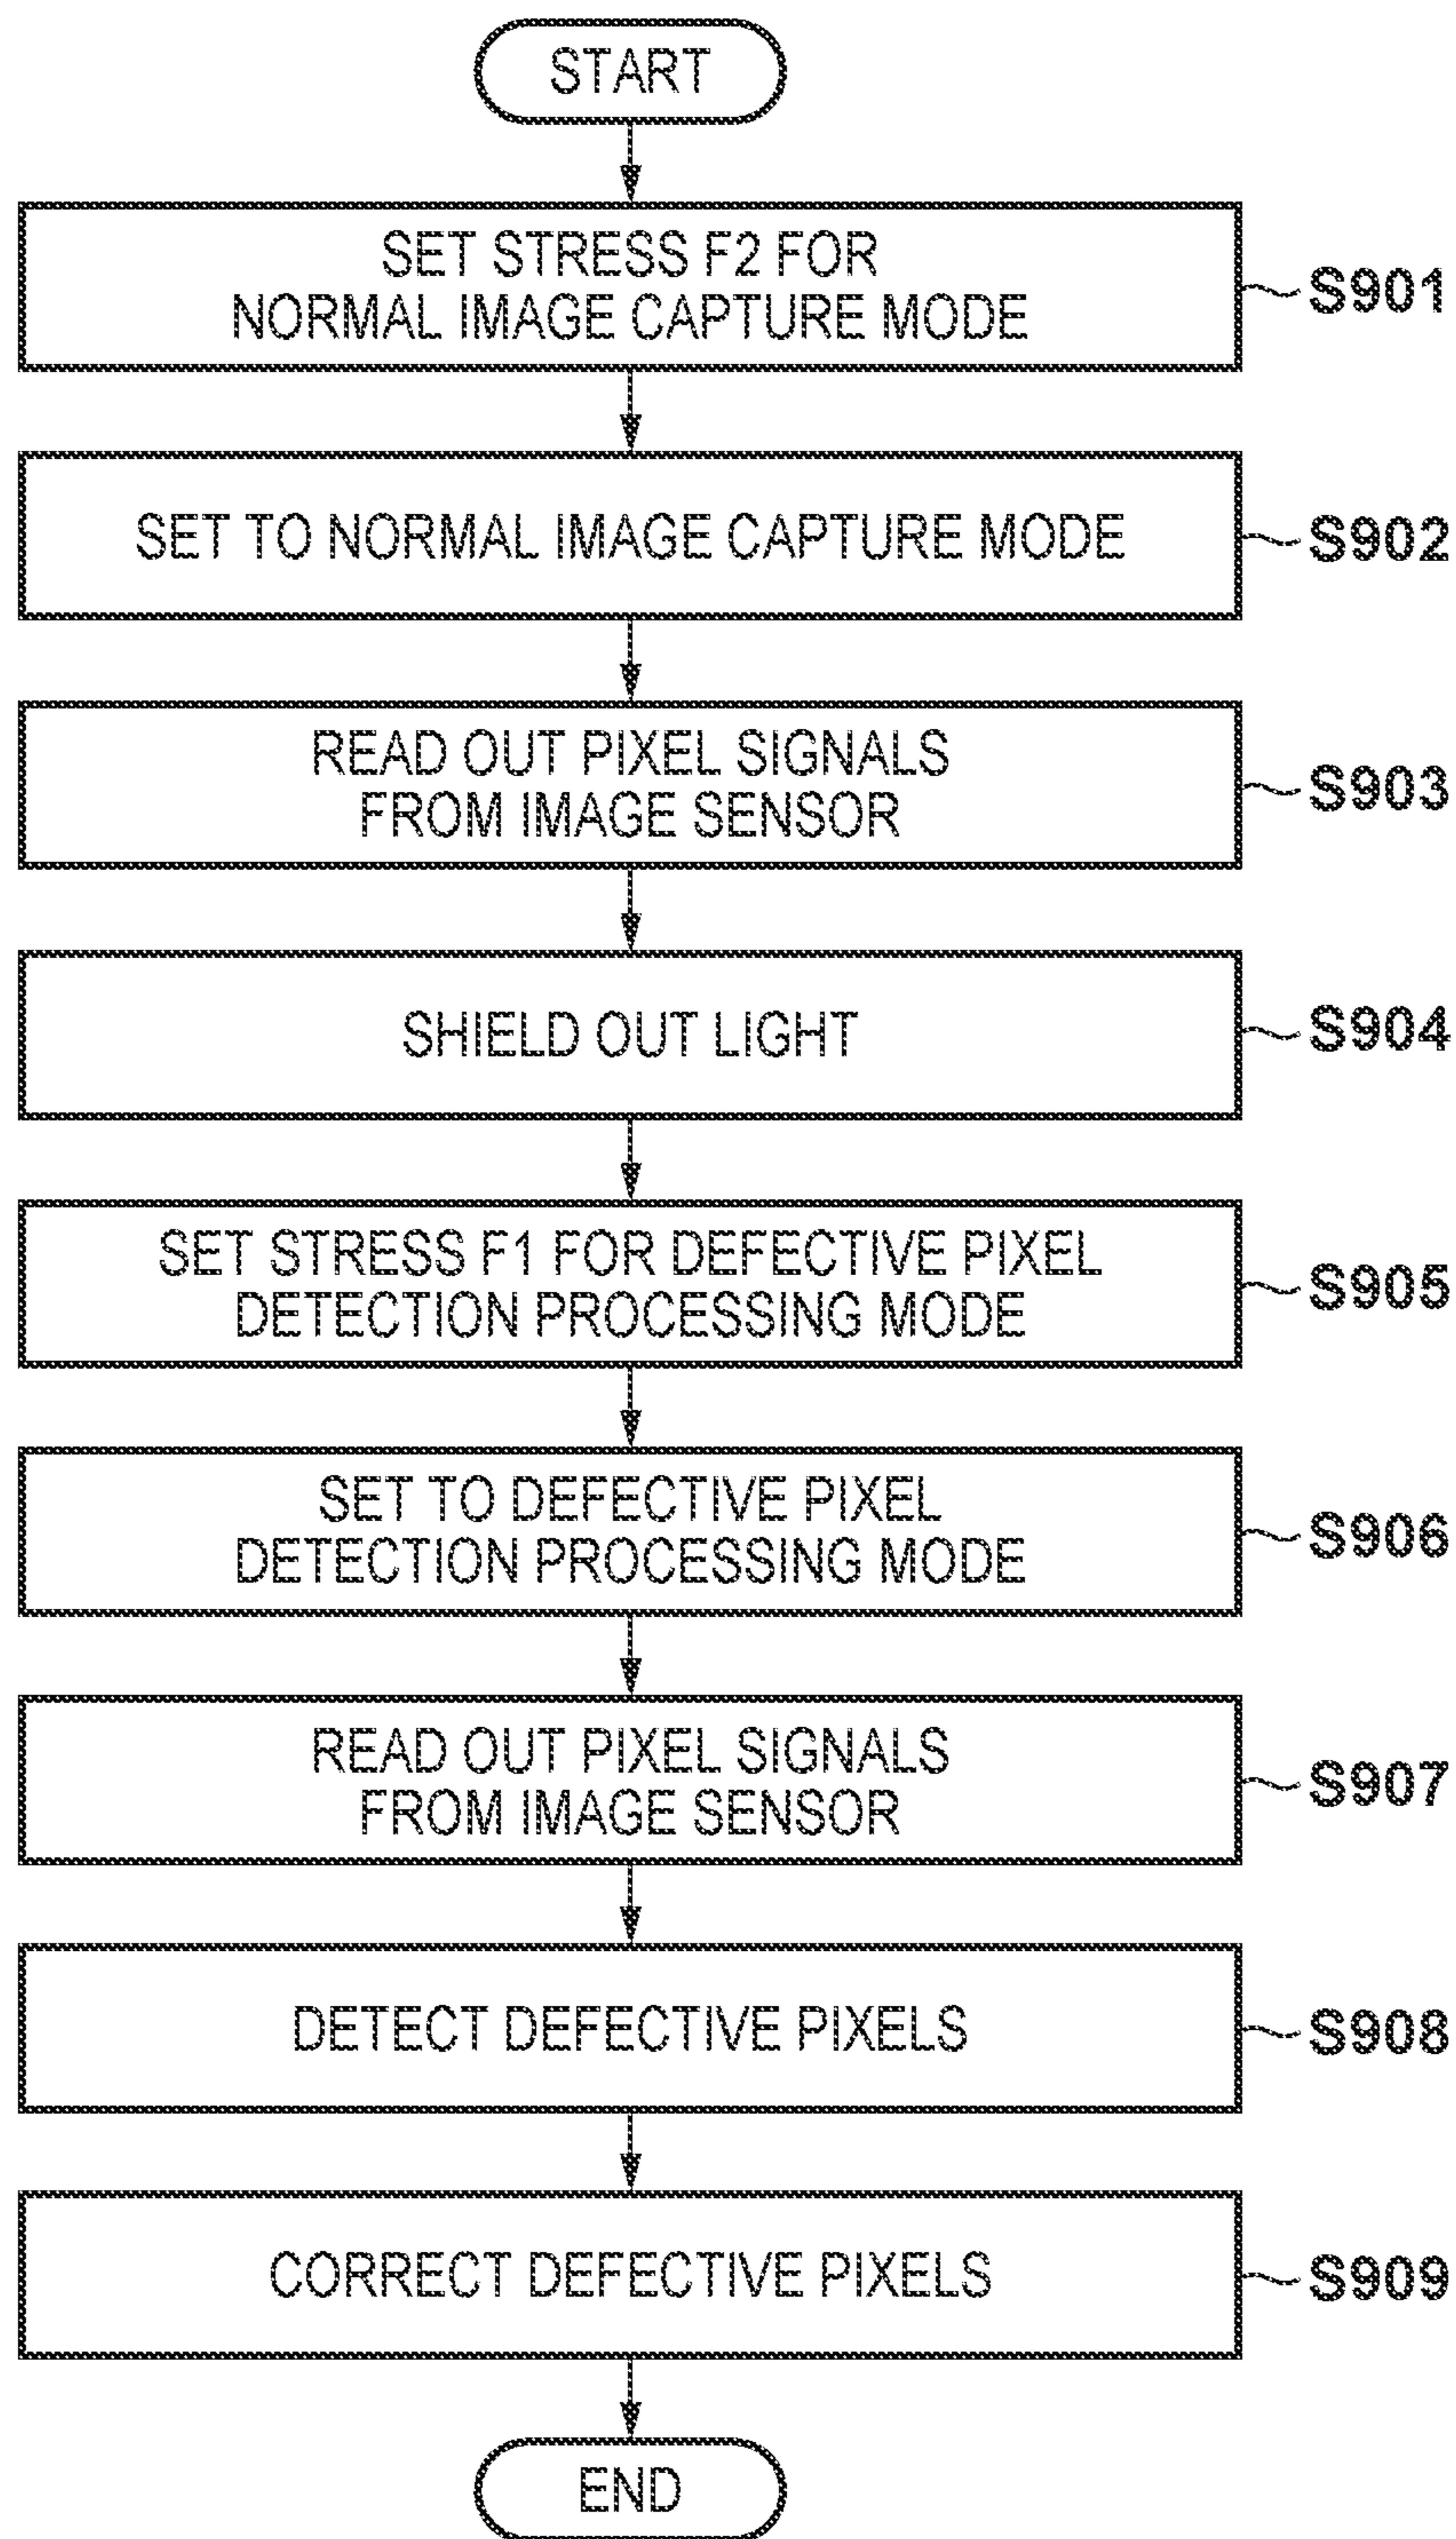 START
SET STRESS F2 FOR
NORMAL IMAGE CAPTURE MODE
S901
SET TO NORMAL IMAGE CAPTURE MODE
S902
READ OUT PIXEL SIGNALS
FROM IMAGE SENSOR
S903
SHIELD OUT LIGHT
S904
SET STRESS F1 FOR DEFECTIVE PIXEL
DETECTION PROCESSING MODE
S905
SET TO DEFECTIVE PIXEL
DETECTION PROCESSING MODE
S906
READ OUT PIXEL SIGNALS
FROM IMAGE SENSOR
S907
DETECT DEFECTIVE PIXELS
S908
CORRECT DEFECTIVE PIXELS
S909
END